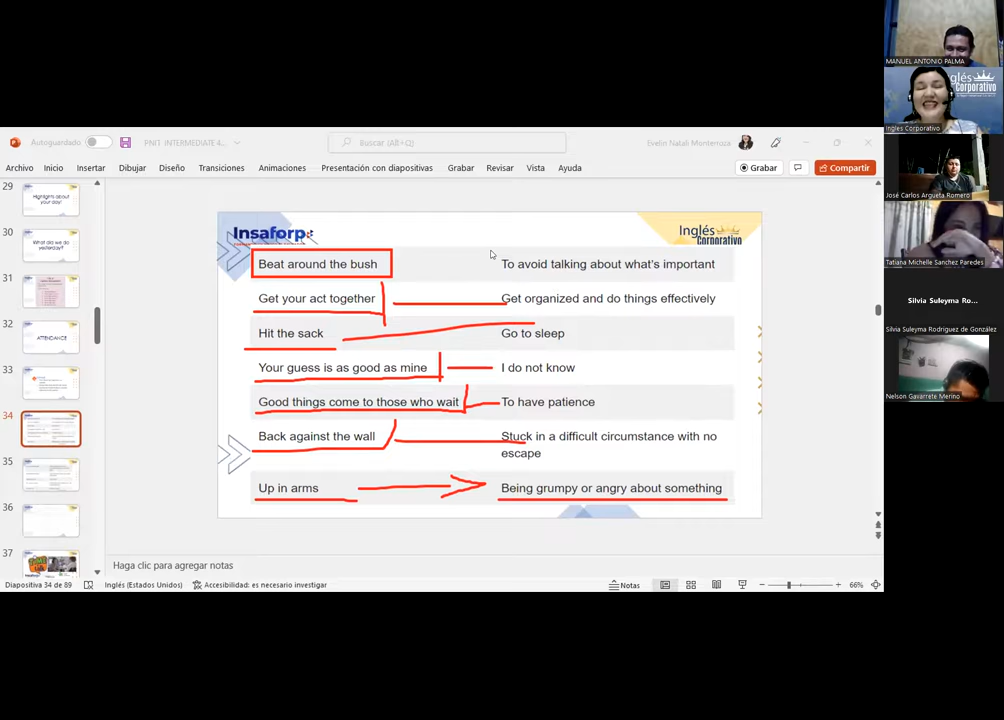 Autoguardado
PNIT INTERMEDIATE 4...
Buscar (Alt+Q)
Evelin Natali Monterroza
Archivo Inicio Insertar Dibujar Diseño Transiciones Animaciones Presentación con diapositivas Grabar Revisar Vista Ayuda
Grabar
Compartir
29
Highlights about your day!
30
What did we do yesterday?
31
32
ATTENDANCE
33
34
35
36
37
Insaforp
Inglés
Corporativo
Beat around the bush To avoid talking about what's important
Get your act together Get organized and do things effectively
Hit the sack Go to sleep
Your guess is as good as mine I do not know
Good things come to those who wait To have patience
Back against the wall Stuck in a difficult circumstance with no
escape
Up in arms Being grumpy or angry about something
Haga clic para agregar notas
Diapositiva 34 de 89 Inglés (Estados Unidos) Accesibilidad: es necesario investigar Notas 66%
MANUEL ANTONIO PALMA
Inglés
Corporativo
Ingles Corporativo
José Carlos Argueta Romero
Tatiana Michelle Sanchez Paredes
Silvia Suleyma Ro...
Silvia Suleyma Rodriguez de González
Nelson Gavarrete Merino